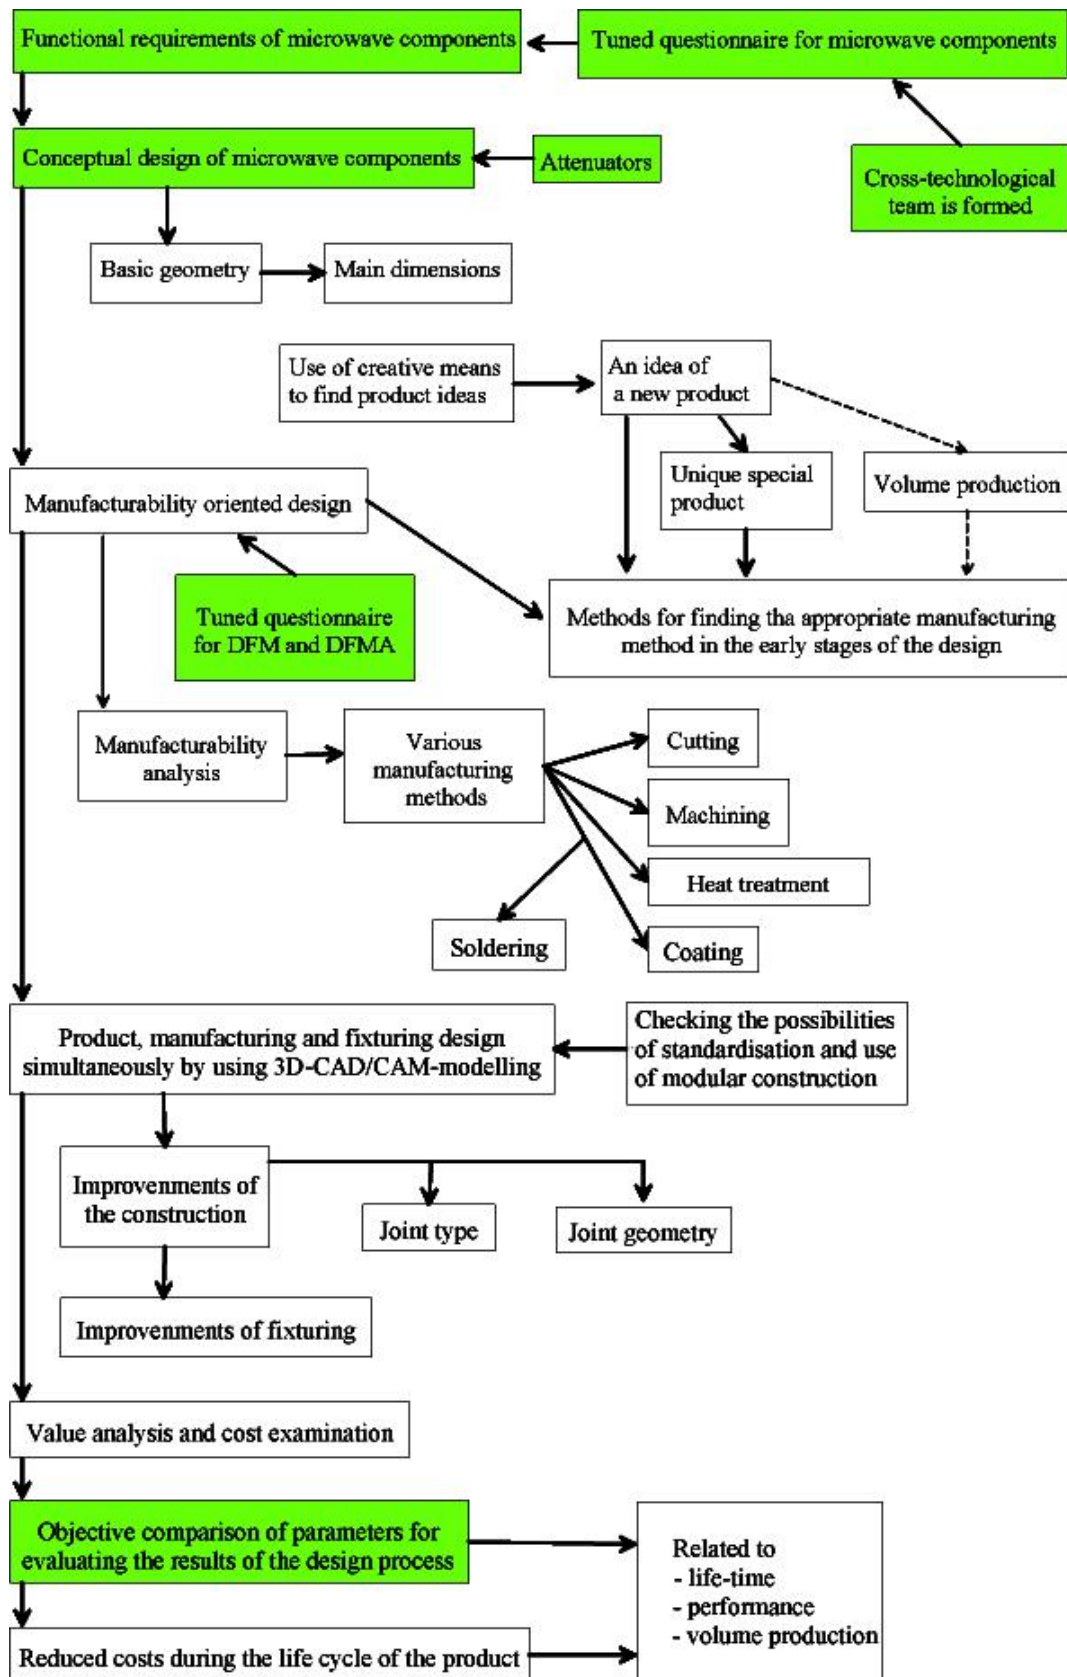 Functional requirements of microwave components
Tuned questionnaire for microwave components
Conceptual design of microwave components
Attenuators
Cross-technological
team is formed
Basic geometry
Main dimensions
Use of creative means
to find product ideas
An idea of
a new product
Unique special
product
Volume production
Manufacturability oriented design
Tuned questionnaire
for DFM and DFMA
Methods for finding tha appropriate manufacturing
method in the early stages of the design
Manufacturability
analysis
Various
manufacturing
methods
Cutting
Machining
Heat treatment
Coating
Soldering
Product, manufacturing and fixturing design
simultaneously by using 3D-CAD/CAM-modelling
Checking the possibilities
of standardisation and use
of modular construction
Improvenments of
the construction
Joint type
Joint geometry
Improvenments of fixturing
Value analysis and cost examination
Objective comparison of parameters for
evaluating the results of the design process
Related to
- life-time
- performance
- volume production
Reduced costs during the life cycle of the product